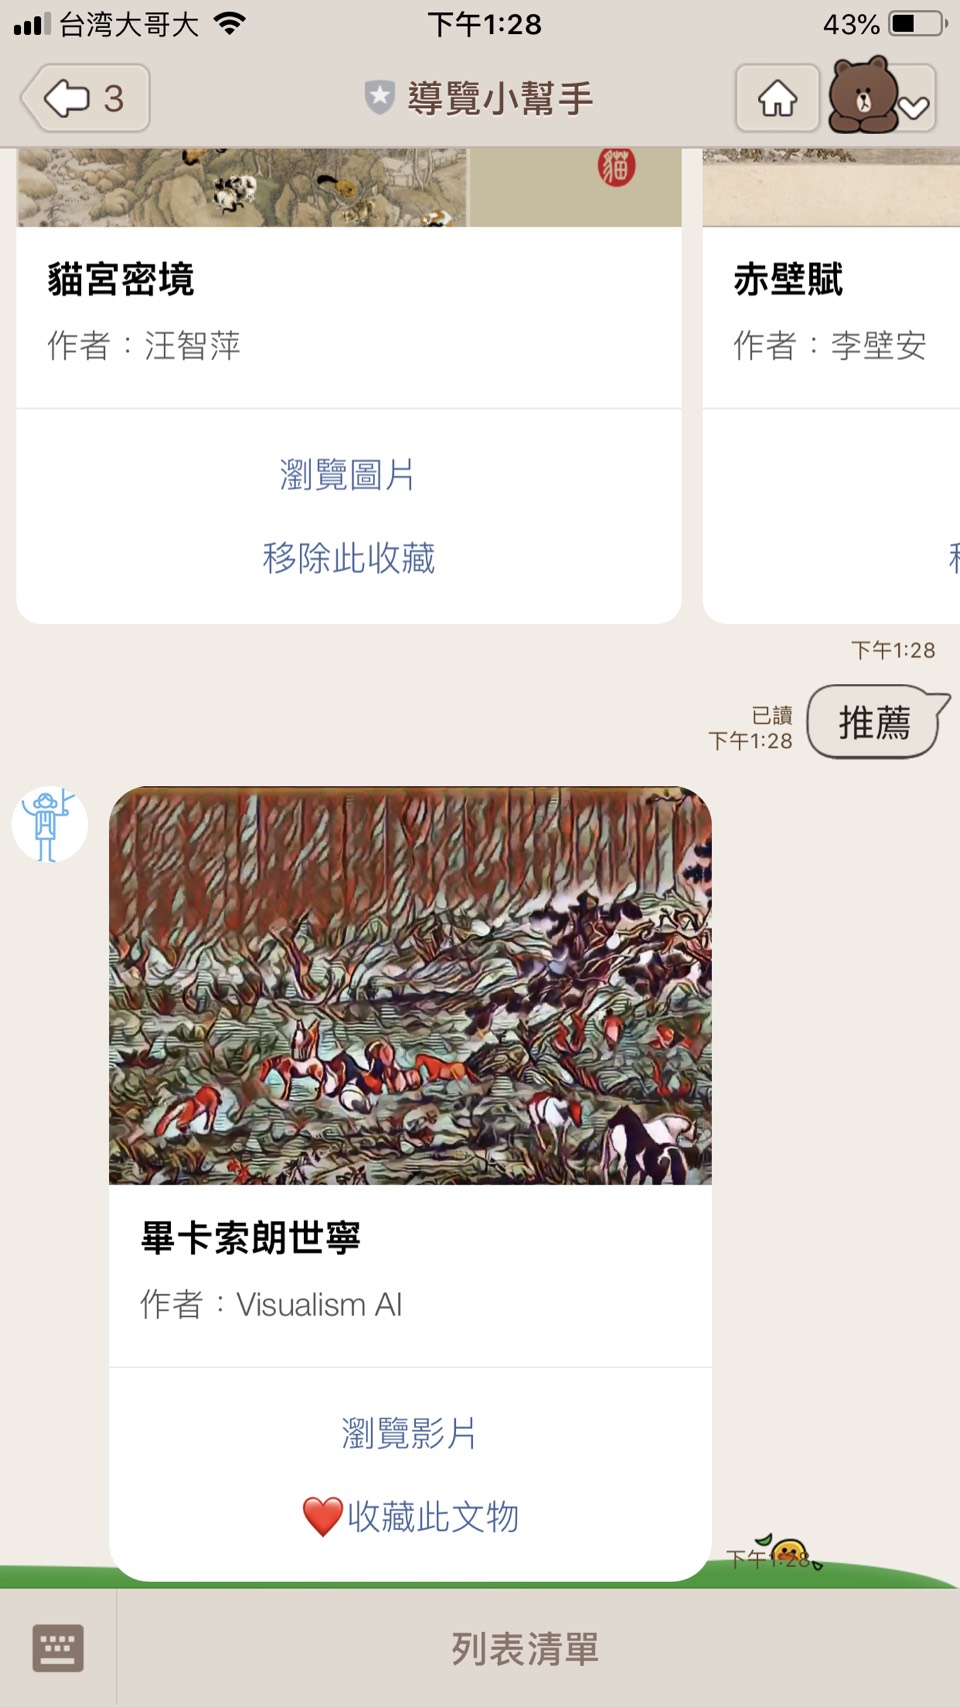 台湾大哥大 下午1:28 43%
3 導覽小幫手
貓
貓宮密境
作者：汪智萍
瀏覽圖片
移除此收藏
赤壁賦
作者：李壁安
下午1:28
已讀
下午1:28
推薦
畢卡索朗世寧
作者：Visualism AI
瀏覽影片
❤️收藏此文物
下午1:28
列表清單